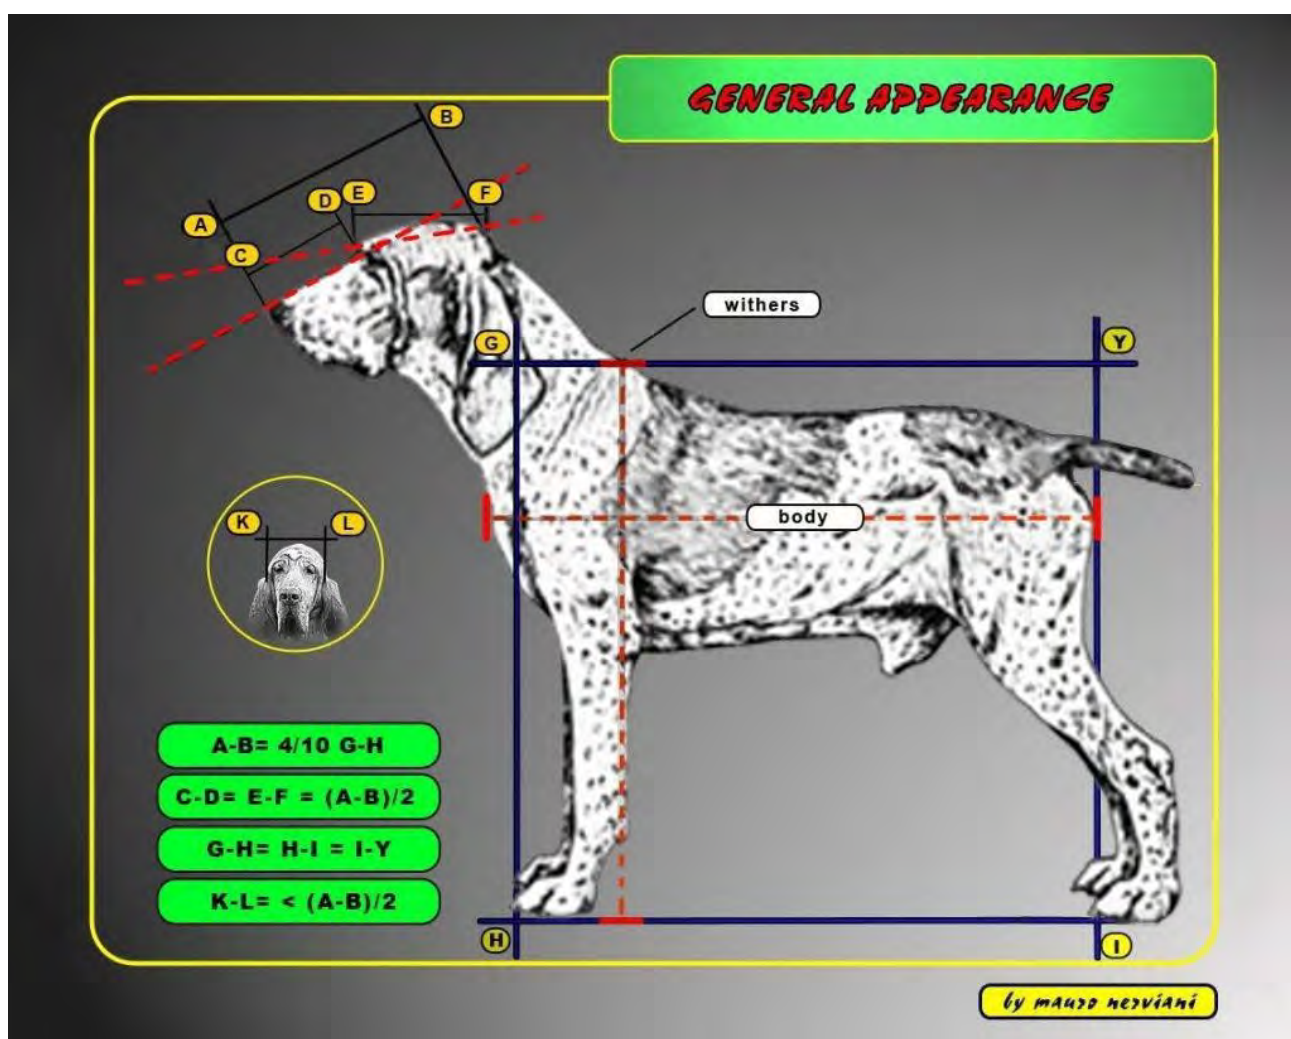 GENERAL APPEARANCE
B
E
D
F
A
C
withers
G
Y
body
K
L
A-B= 4/10 G-H
C-D= E-F = (A-B)/2
G-H= H-I = I-Y
K-L= < (A-B)/2
H
I
by mauro nerviani